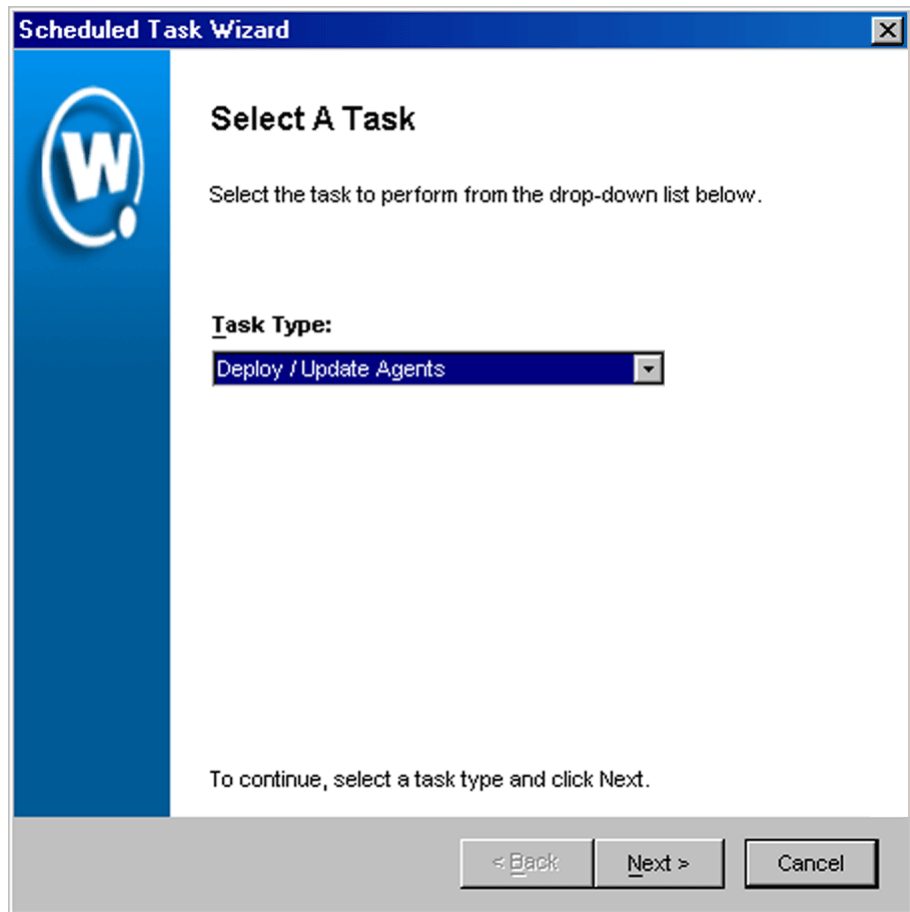 Scheduled Task Wizard
W
Select A Task
Select the task to perform from the drop-down list below.
Task Type:
Deploy / Update Agents
To continue, select a task type and click Next.
< Back
Next >
Cancel